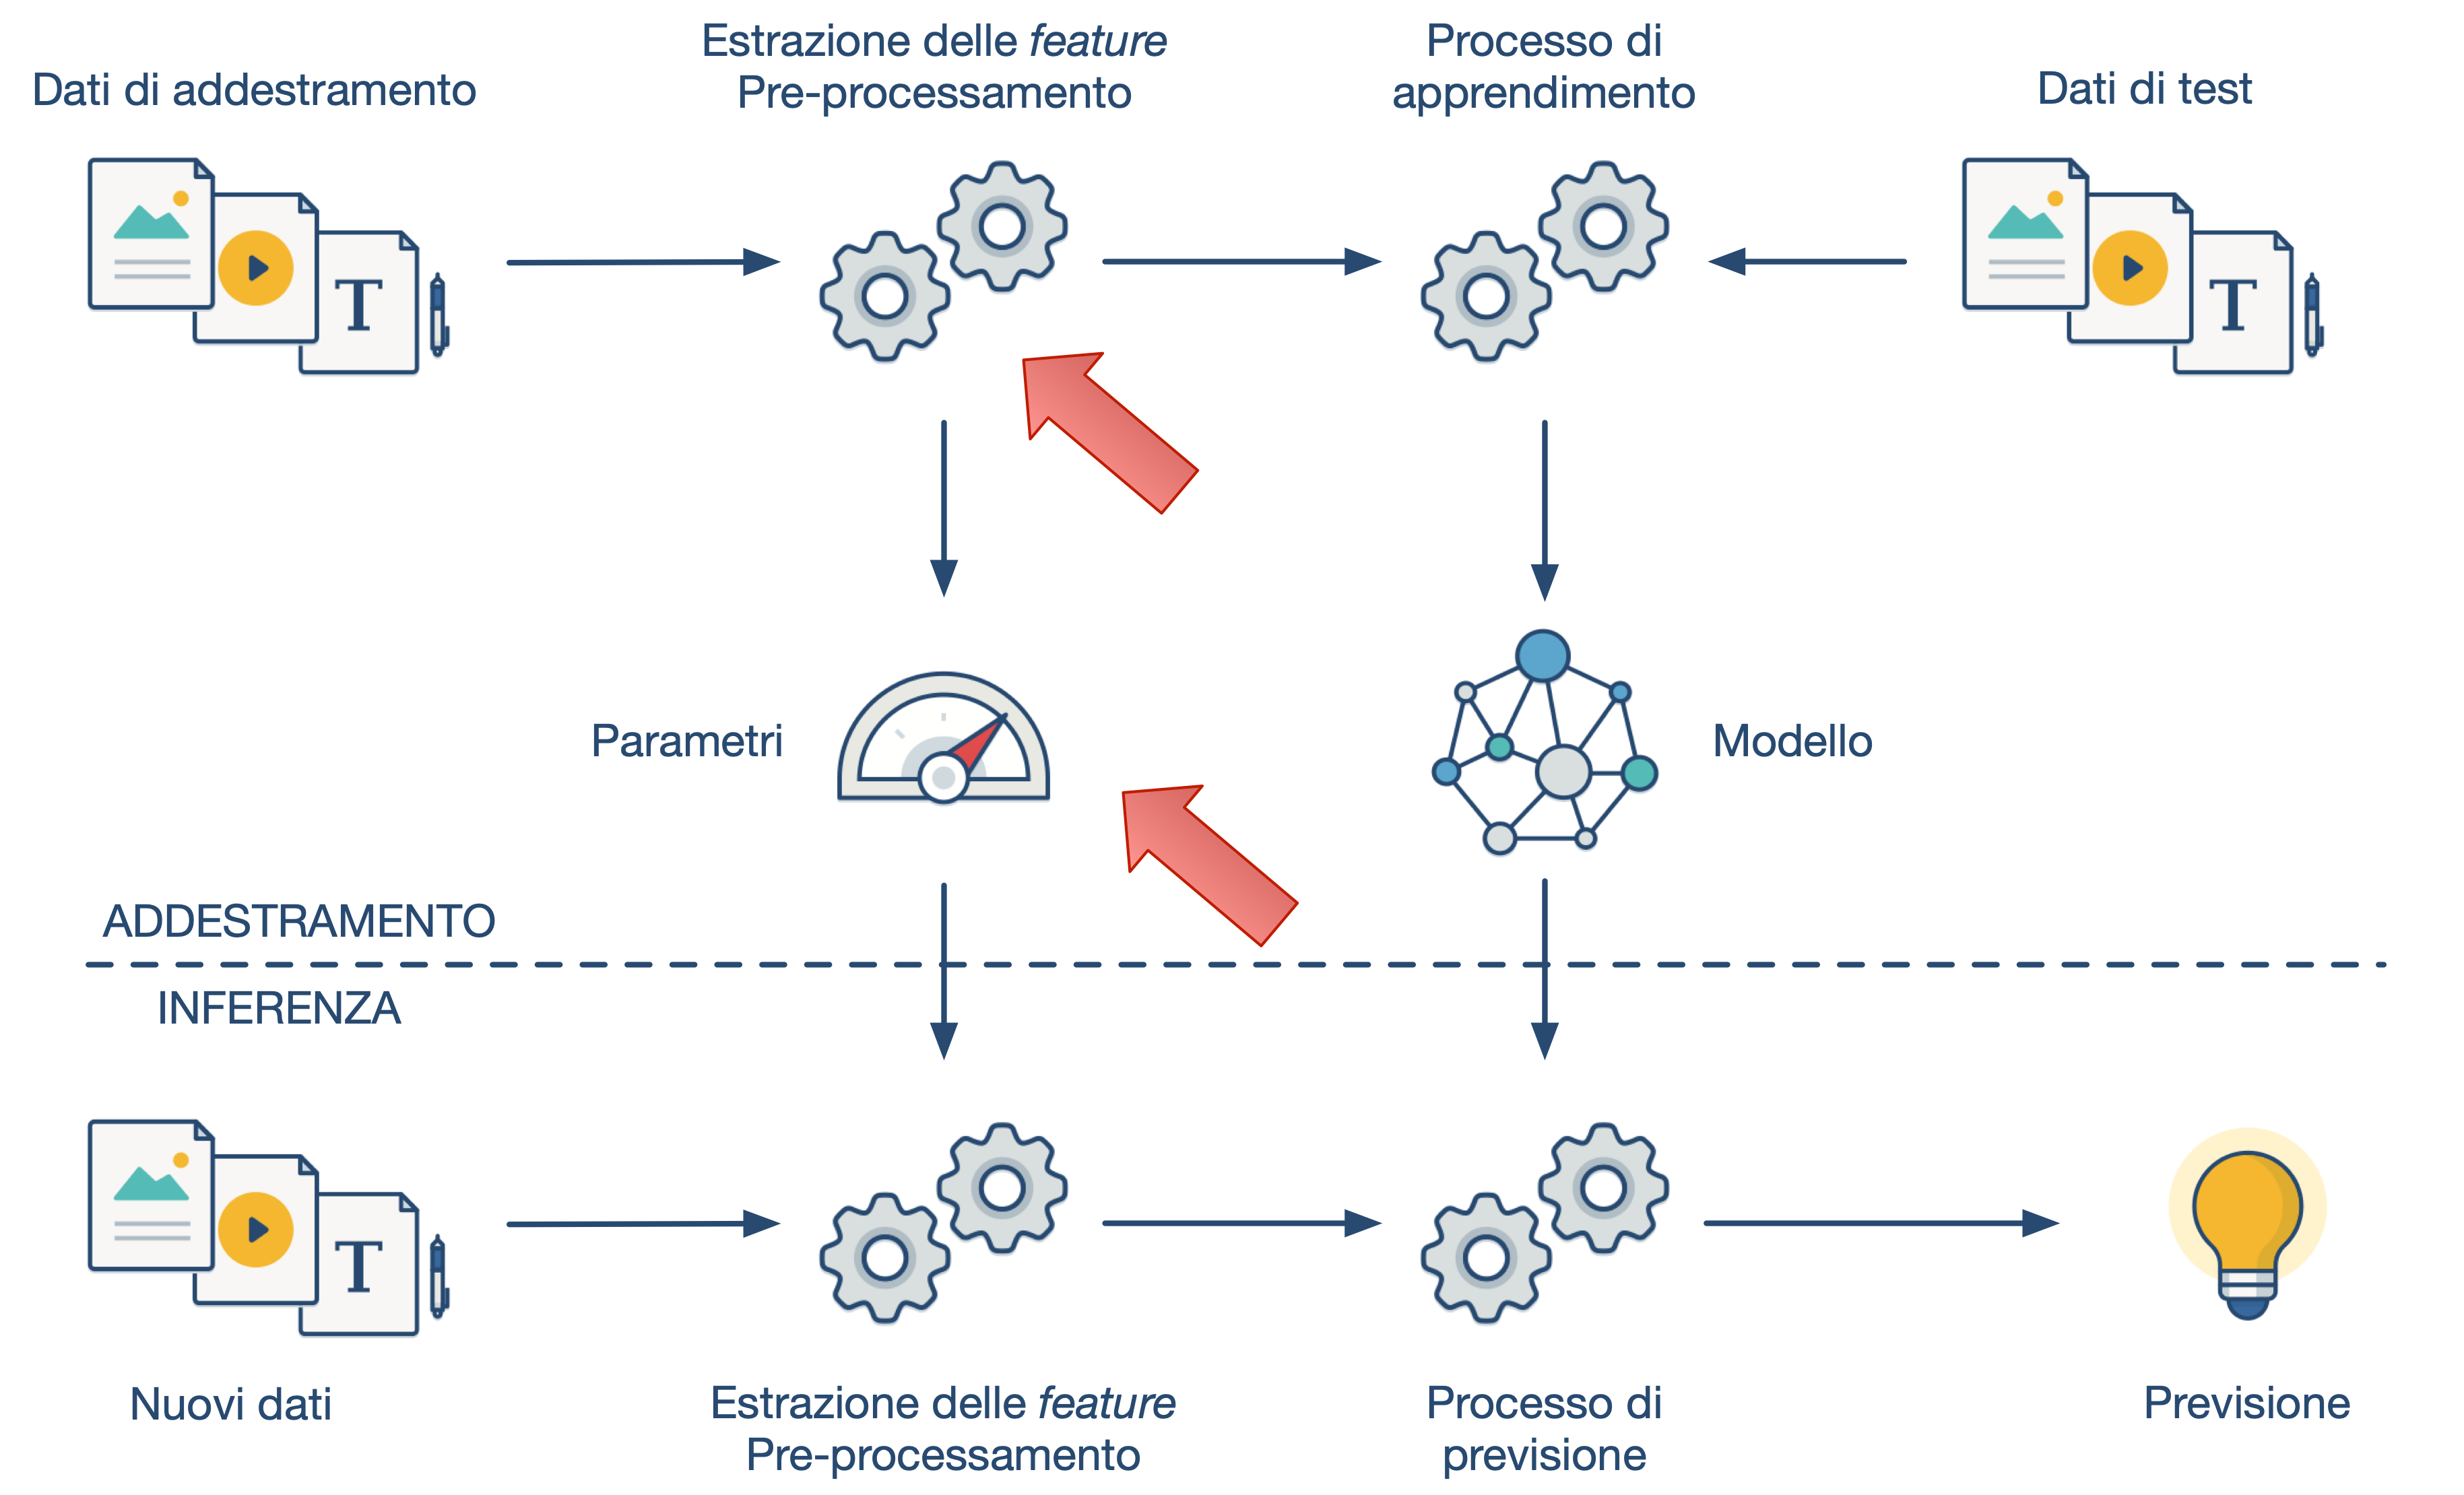 Dati di addestramento
Estrazione delle feature
Pre-processamento
Processo di
apprendimento
Dati di test
T
T
Parametri
Modello
ADDESTRAMENTO
INFERENZA
T
Nuovi dati
Estrazione delle feature
Pre-processamento
Processo di
previsione
Previsione